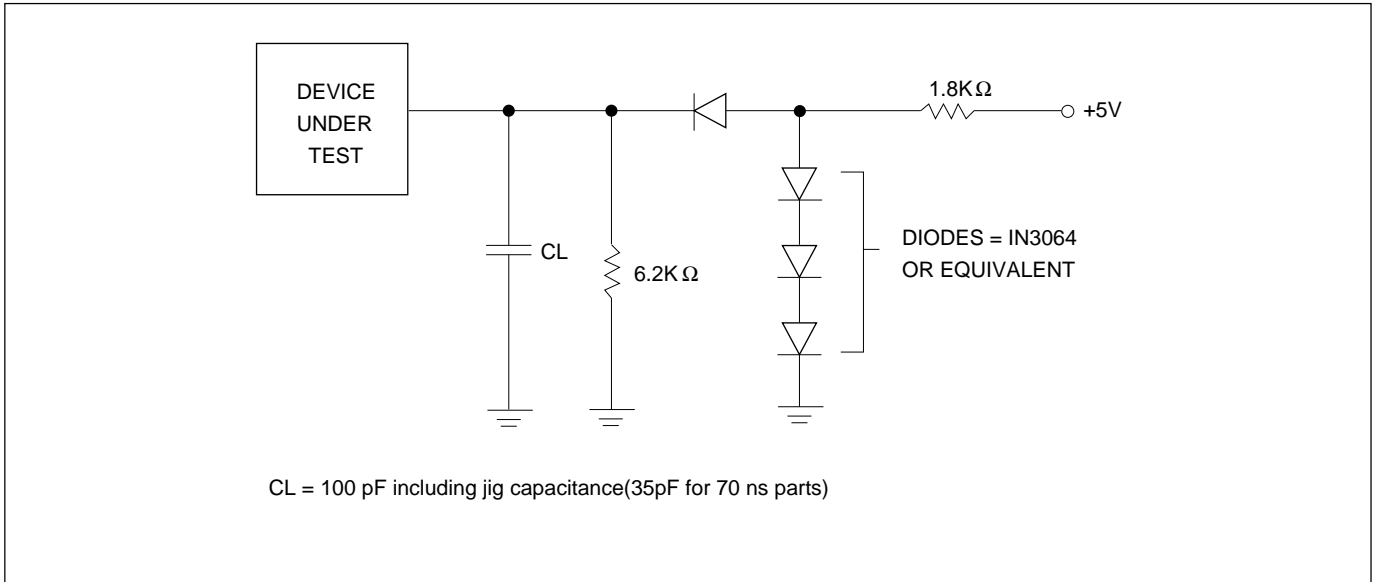 DEVICE
UNDER
TEST
1.8KΩ
+5V
CL
6.2KΩ
DIODES = IN3064
OR EQUIVALENT
CL = 100 pF including jig capacitance(35pF for 70 ns parts)